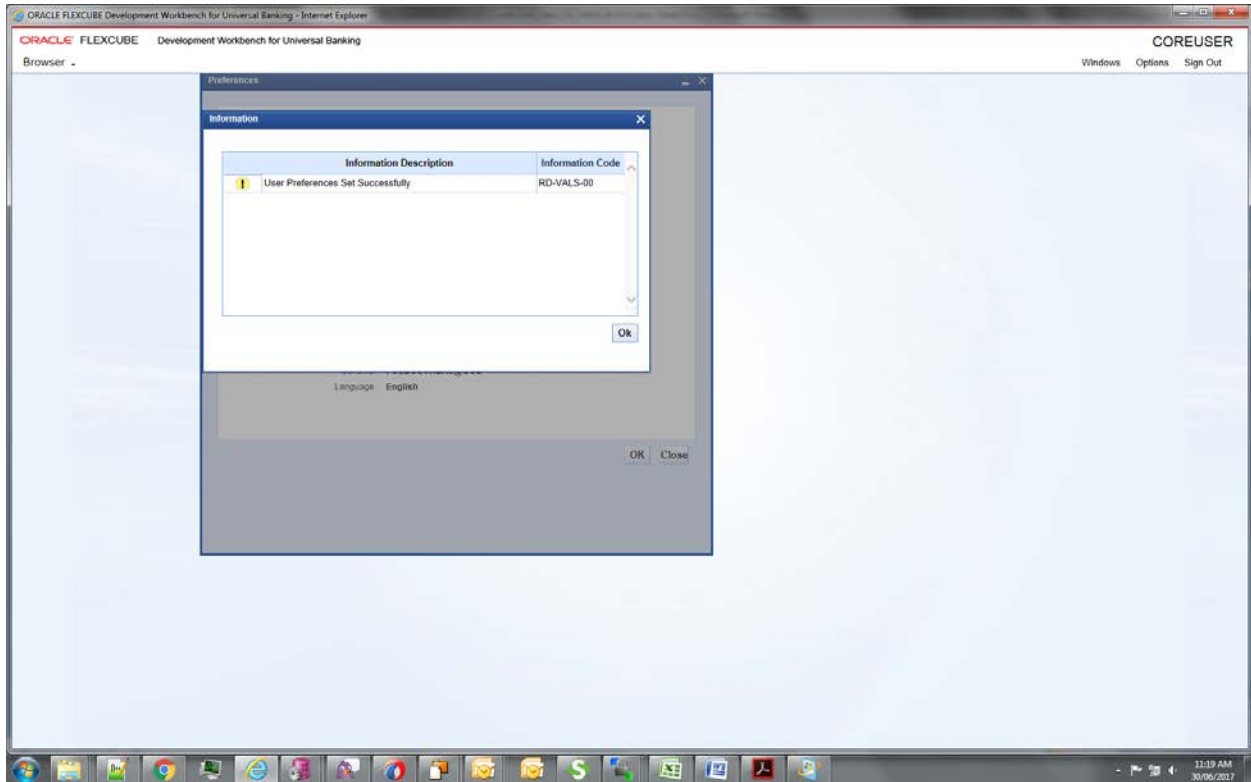 ORACLE FLEXCUBE Development Workbench for Universal Banking - Internet Explorer
ORACLE FLEXCUBE Development Workbench for Universal Banking COREUSER
Browser Windows Options Sign Out
Preferences
Information
Information Description Information Code
User Preferences Set Successfully RD-VALS-00
Ok
Language English
OK Close
11:19 AM
30/06/2017